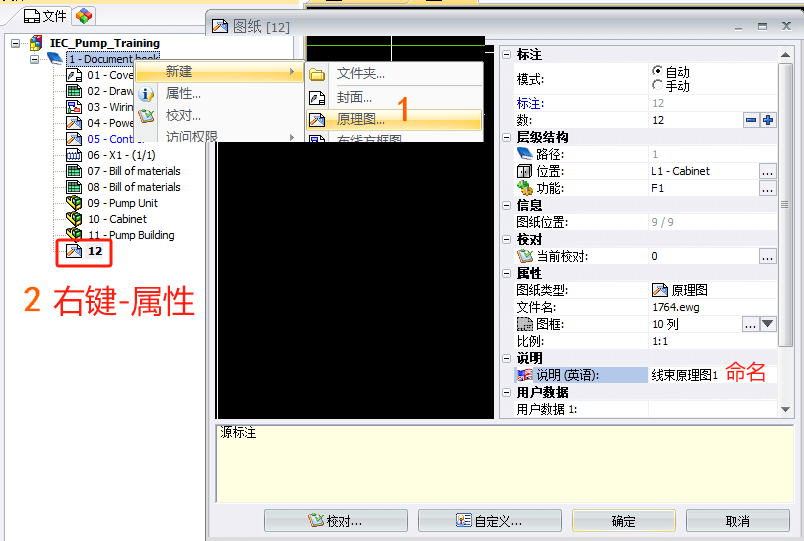 文件
IEC_Pump_Training
1 - Document book
01 - Cove
02 - Draw
03 - Wirin
04 - Powe
05 - Contr
06 - X1 - (1/1)
07 - Bill of materials
08 - Bill of materials
09 - Pump Unit
10 - Cabinet
11 - Pump Building
12
2 右键-属性
新建
属性...
校对...
访问权限
文件夹...
封面...
原理图...
1
布线方框图
图纸 [12]
标注
模式:
自动
手动
标注:
12
数:
12
层级结构
路径:
1
位置:
L1 - Cabinet
...
功能:
F1
...
信息
图纸位置:
9 / 9
校对
当前校对:
0
...
属性
图纸类型:
原理图
文件名:
1764.ewg
图框:
10 列
...
比例:
1:1
说明
说明 (英语):
线束原理图1
命名
用户数据
用户数据 1:
源标注
校对...
自定义...
确定
取消